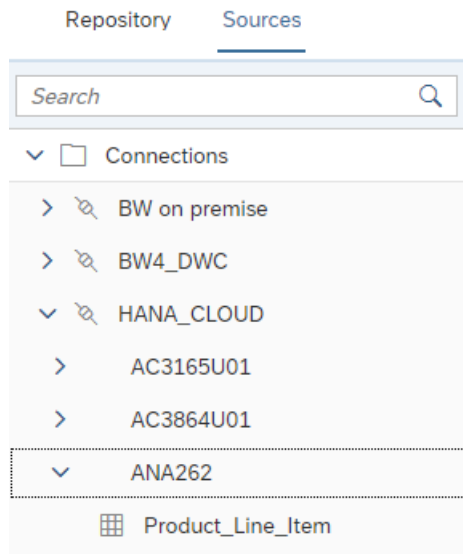 Repository Sources
Search
Connections
BW on premise
BW4_DWC
HANA_CLOUD
AC3165U01
AC3864U01
ANA262
Product_Line_Item